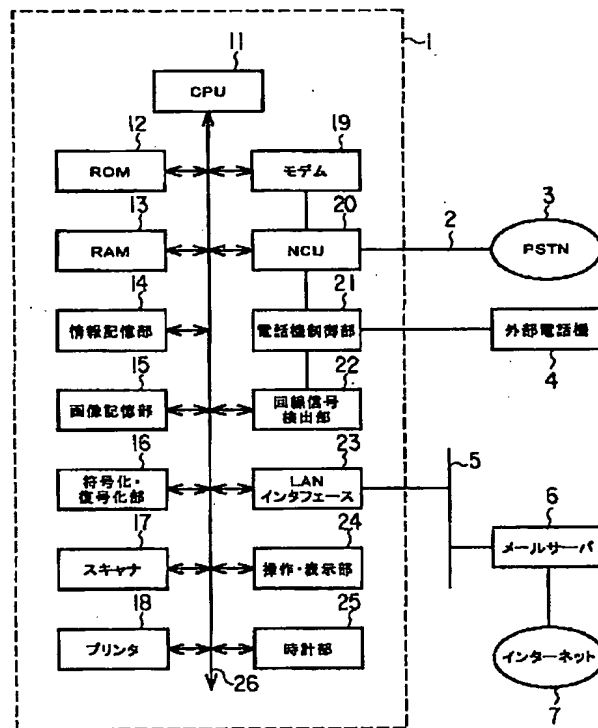 1
11
CPU
12
19
ROM
モデム
13
20
3
RAM
NCU
2
PSTN
14
21
情報記憶部
電話機制御部
外部電話機
15
22
4
画像記憶部
回線信号
検出部
16
23
5
符号化・
復号化部
LAN
インタフェース
6
17
24
メールサーバ
スキャナ
操作・表示部
18
25
プリンタ
時計部
インターネット
26
7